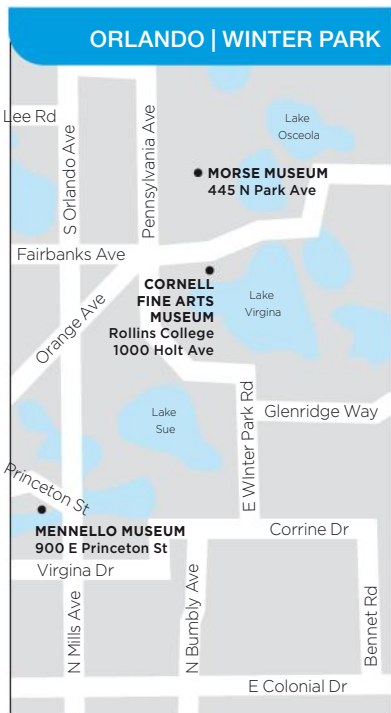 ORLANDO | WINTER PARK
Lee Rd
S Orlando Ave
Pennsylvania Ave
Lake
Osceola
MORSE MUSEUM
445 N Park Ave
Fairbanks Ave
Orange Ave
CORNELL
FINE ARTS
MUSEUM
Rollins College
1000 Holt Ave
Lake
Virgina
Lake
Sue
E WInter Park Rd
Glenridge Way
Princeton St
MENNELLO MUSEUM
900 E Princeton St
Corrine Dr
Virgina Dr
N Mills Ave
N Bumbly Ave
Bennet Rd
E Colonial Dr